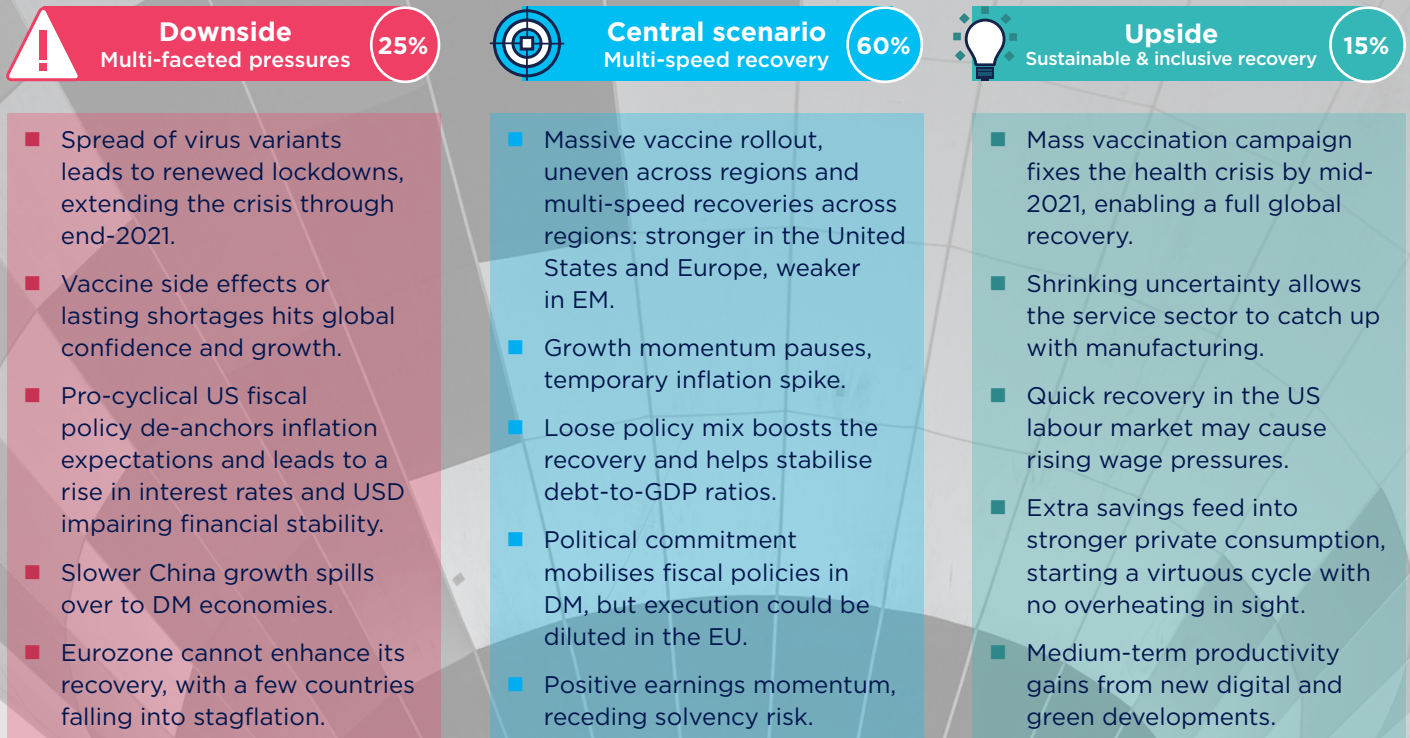 Downside
Multi-faceted pressures
25%
Spread of virus variants
leads to renewed lockdowns,
extending the crisis through
end-2021.
Vaccine side effects or
lasting shortages hits global
confidence and growth.
Pro-cyclical US fiscal
policy de-anchors inflation
expectations and leads to a
rise in interest rates and USD
impairing financial stability.
Slower China growth spills
over to DM economies.
Eurozone cannot enhance its
recovery, with a few countries
falling into stagflation.
Central scenario
Multi-speed recovery
60%
Massive vaccine rollout,
uneven across regions and
multi-speed recoveries across
regions: stronger in the United
States and Europe, weaker
in EM.
Growth momentum pauses,
temporary inflation spike.
Loose policy mix boosts the
recovery and helps stabilise
debt-to-GDP ratios.
Political commitment
mobilises fiscal policies in
DM, but execution could be
diluted in the EU.
Positive earnings momentum,
receding solvency risk.
Upside
Sustainable & inclusive recovery
15%
Mass vaccination campaign
fixes the health crisis by mid-
2021, enabling a full global
recovery.
Shrinking uncertainty allows
the service sector to catch up
with manufacturing.
Quick recovery in the US
labour market may cause
rising wage pressures.
Extra savings feed into
stronger private consumption,
starting a virtuous cycle with
no overheating in sight.
Medium-term productivity
gains from new digital and
green developments.